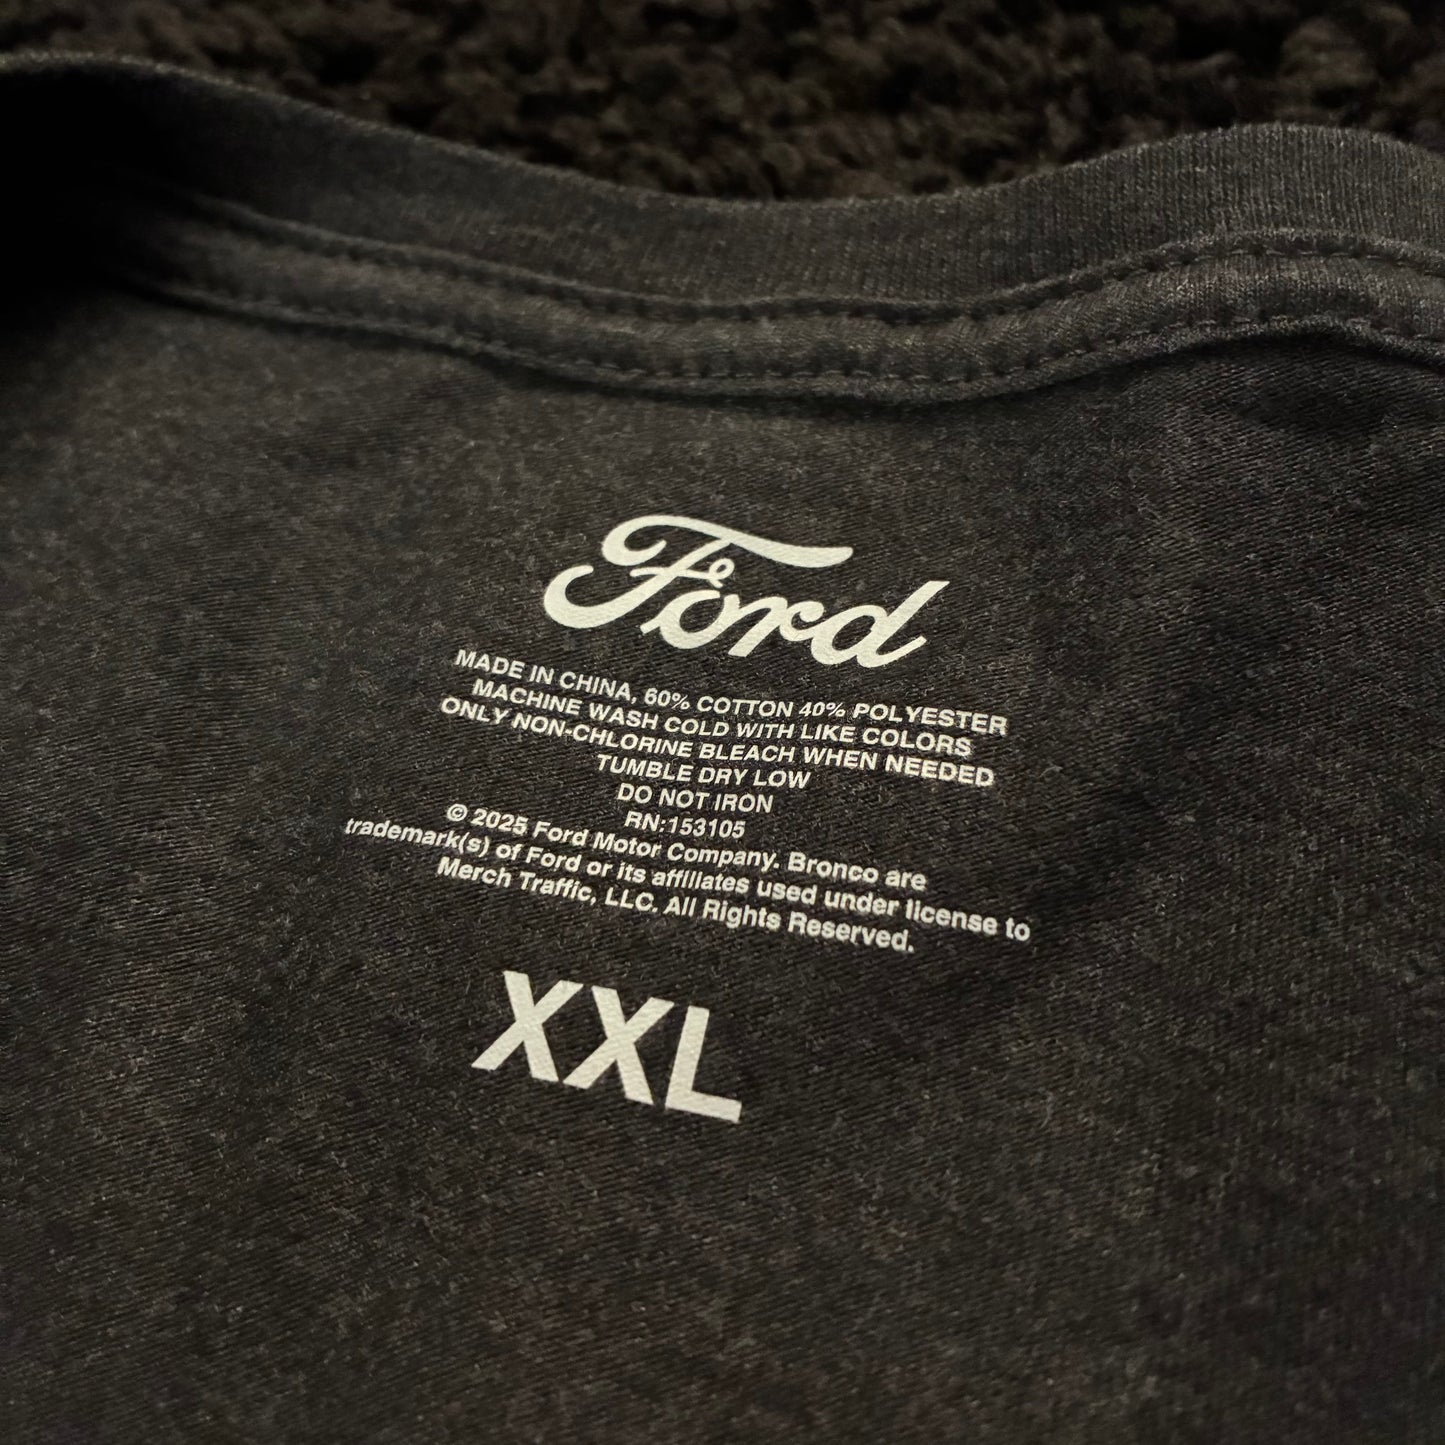 Ford
MADE IN CHINA, 60% COTTON 40% POLYESTER
MACHINE WASH COLD WITH LIKE COLORS
ONLY NON-CHLORINE BLEACH WHEN NEEDED
TUMBLE DRY LOW
DO NOT IRON
RN:153105
© 2025 Ford Motor Company. Bronco are
trademark(s) of Ford or its affiliates used under license to
Merch Traffic, LLC. All Rights Reserved.
XXL